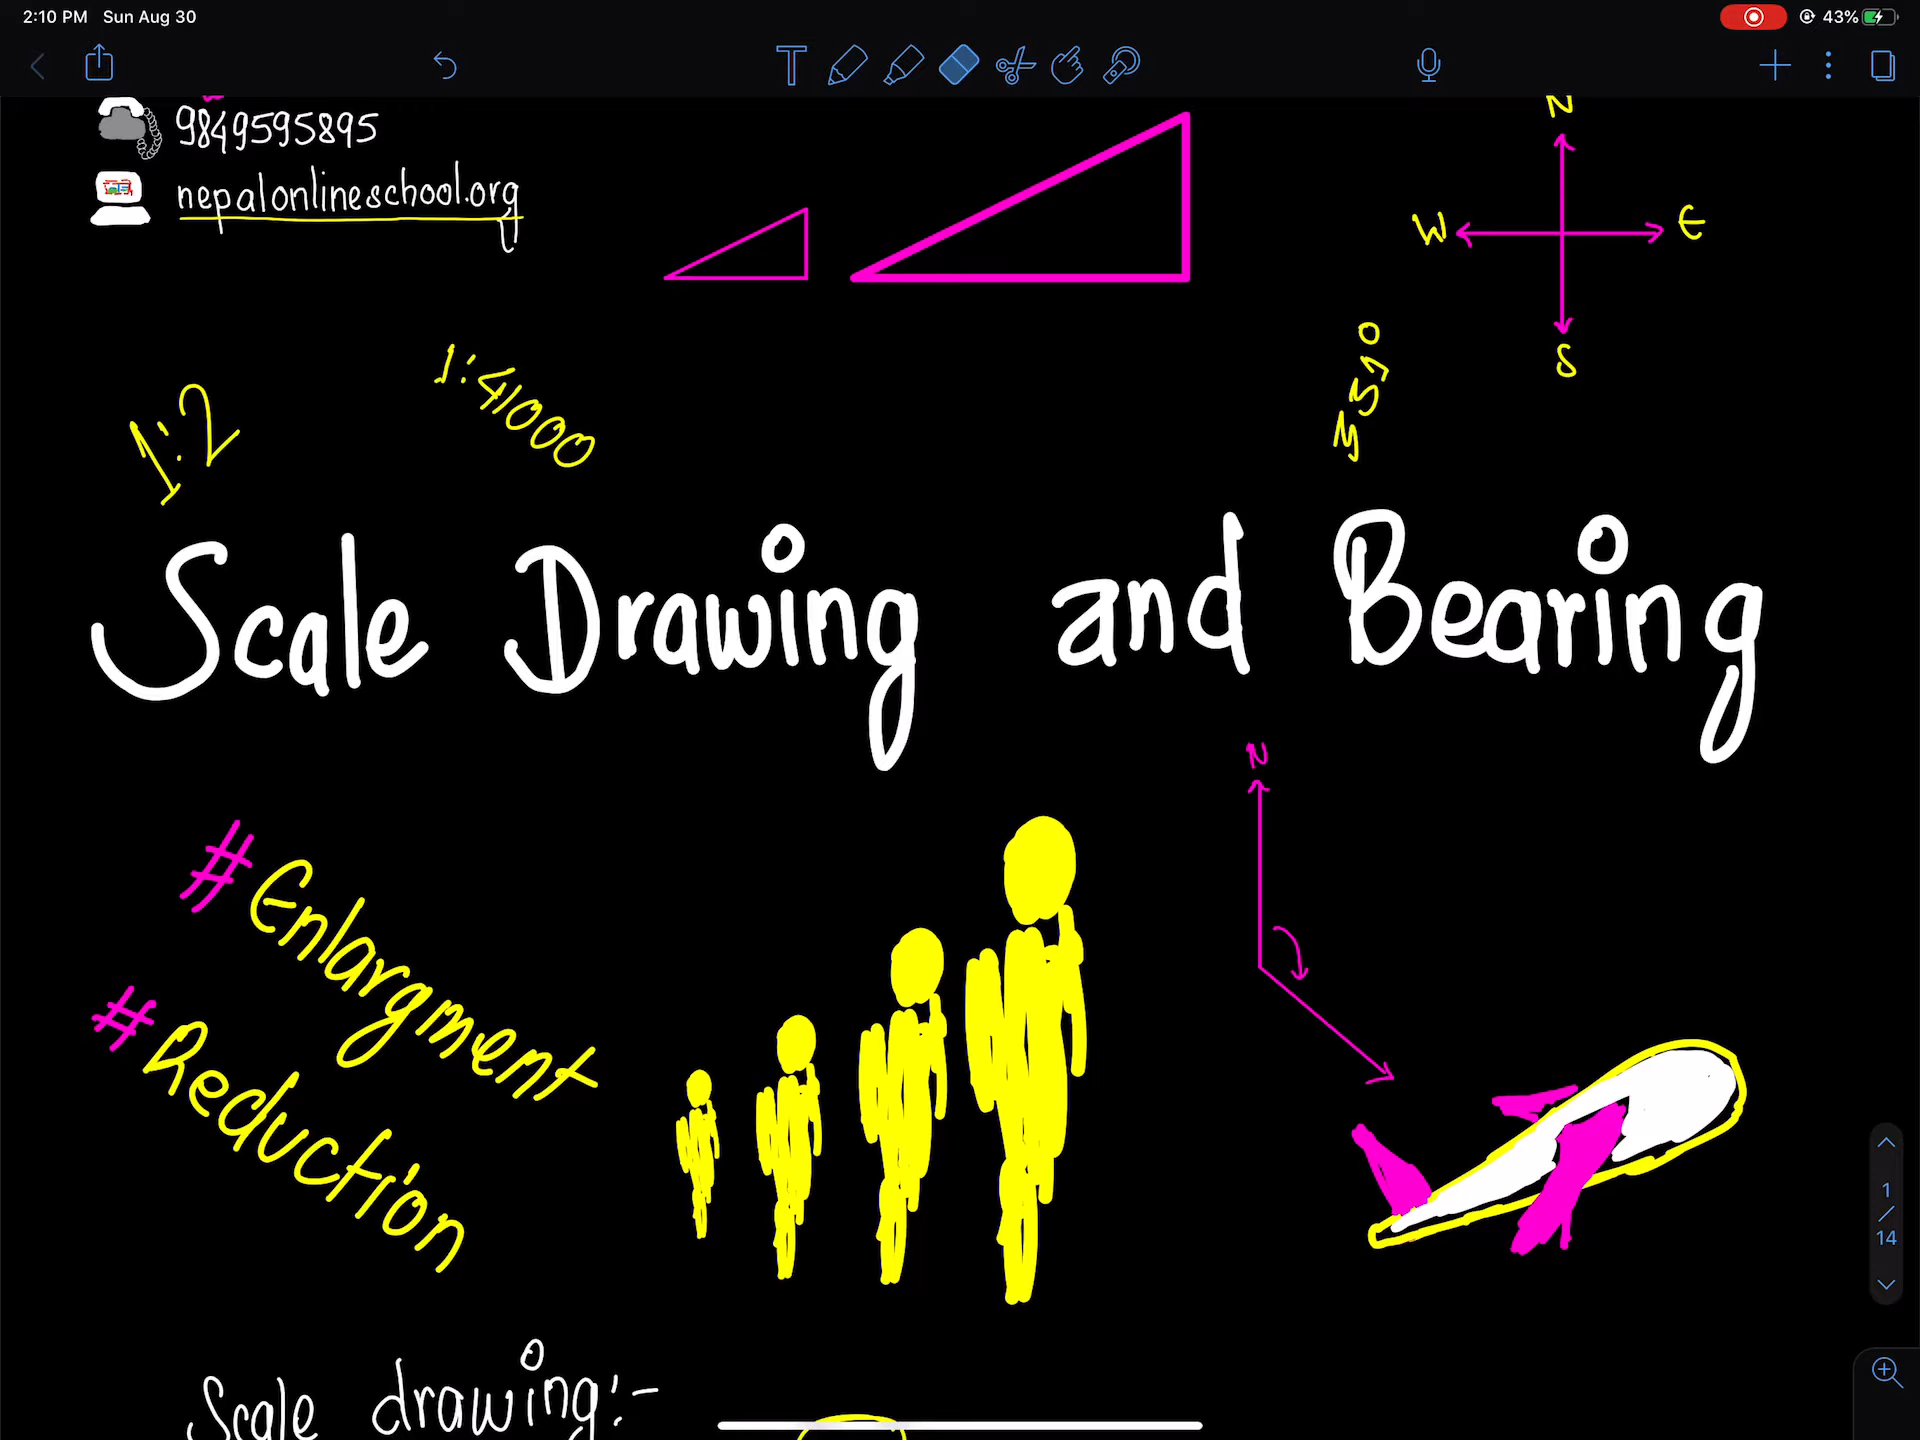 2:10 PM Sun Aug 30
43%
9849595895
nepalonlineschool.org
N
W
E
S
1:2
1:41000
Scale Drawing and Bearing
N
# Enlargment
# Reduction
1
/
14
Scale drawing:-